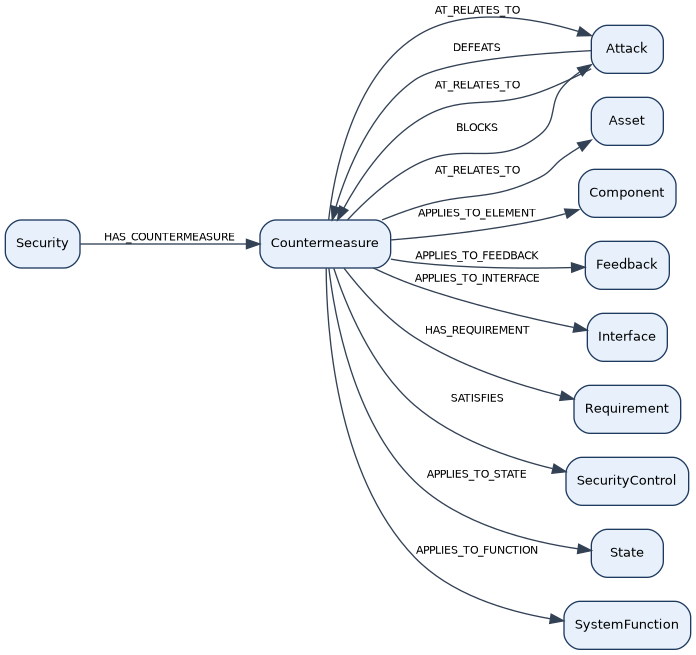 AT_RELATES_TO
Attack
DEFEATS
AT_RELATES_TO
Asset
BLOCKS
AT_RELATES_TO
Component
APPLIES_TO_ELEMENT
Security
HAS_COUNTERMEASURE
Countermeasure
APPLIES_TO_FEEDBACK
Feedback
APPLIES_TO_INTERFACE
Interface
HAS_REQUIREMENT
Requirement
SATISFIES
SecurityControl
APPLIES_TO_STATE
State
APPLIES_TO_FUNCTION
SystemFunction